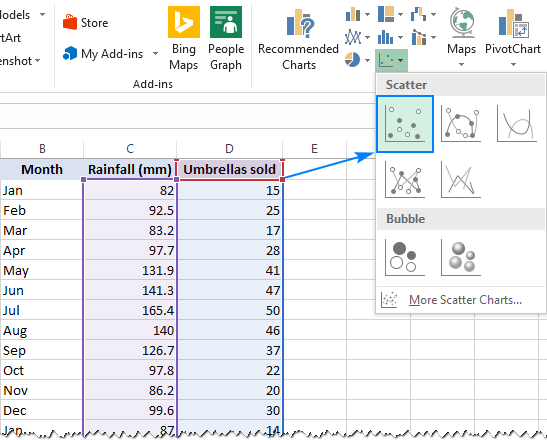 dels
Store
rtArt
My Add-ins
enshot
Bing
Maps
People
Graph
Add-ins
Recommended
Charts
Maps
PivotChart
Scatter
Bubble
More Scatter Charts...
B C D E
Month Rainfall (mm) Umbrellas sold
Jan 82 15
Feb 92.5 25
Mar 83.2 17
Apr 97.7 28
May 131.9 41
Jun 141.3 47
Jul 165.4 50
Aug 140 46
Sep 126.7 37
Oct 97.8 22
Nov 86.2 20
Dec 99.6 30
Jan 87 14